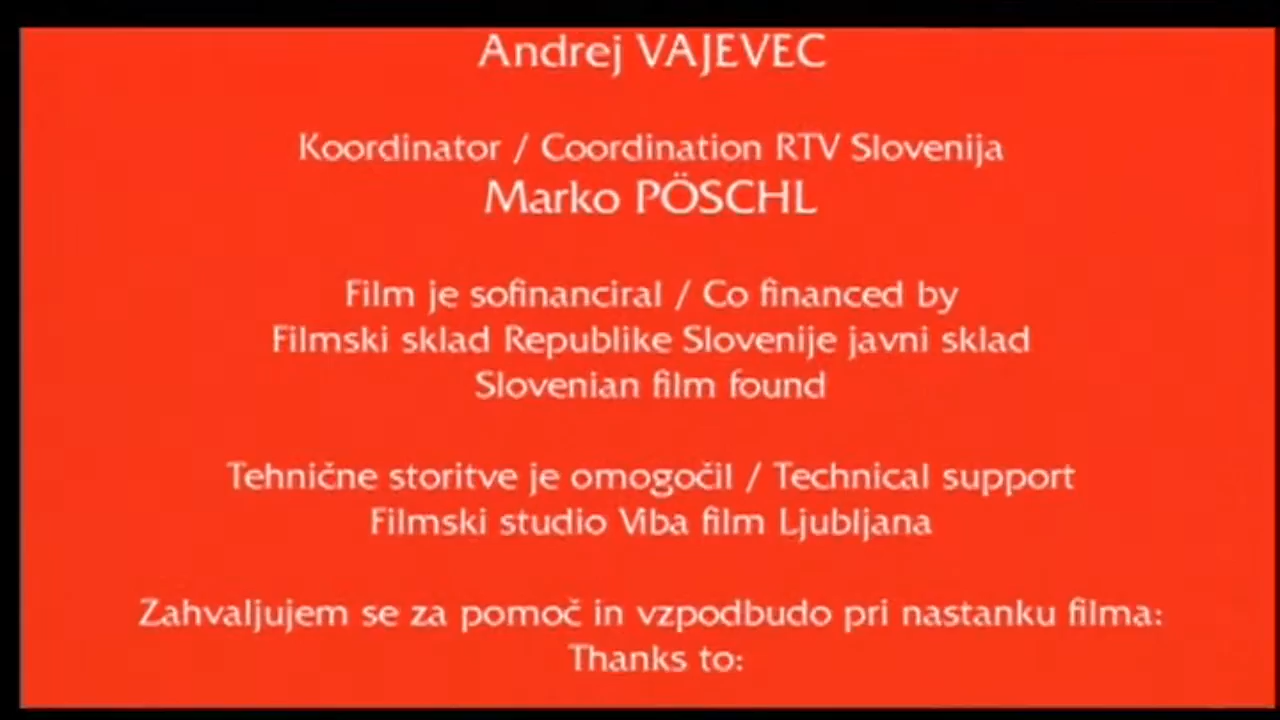 Andrej VAJEVEC
Koordinator / Coordination RTV Slovenija
Marko PÖSCHL
Film je sofinanciral / Co financed by
Filmski sklad Republike Slovenije javni sklad
Slovenian film found
Tehnične storitve je omogočil / Technical support
Filmski studio Viba film Ljubljana
Zahvaljujem se za pomoč in vzpodbudo pri nastanku filma:
Thanks to: